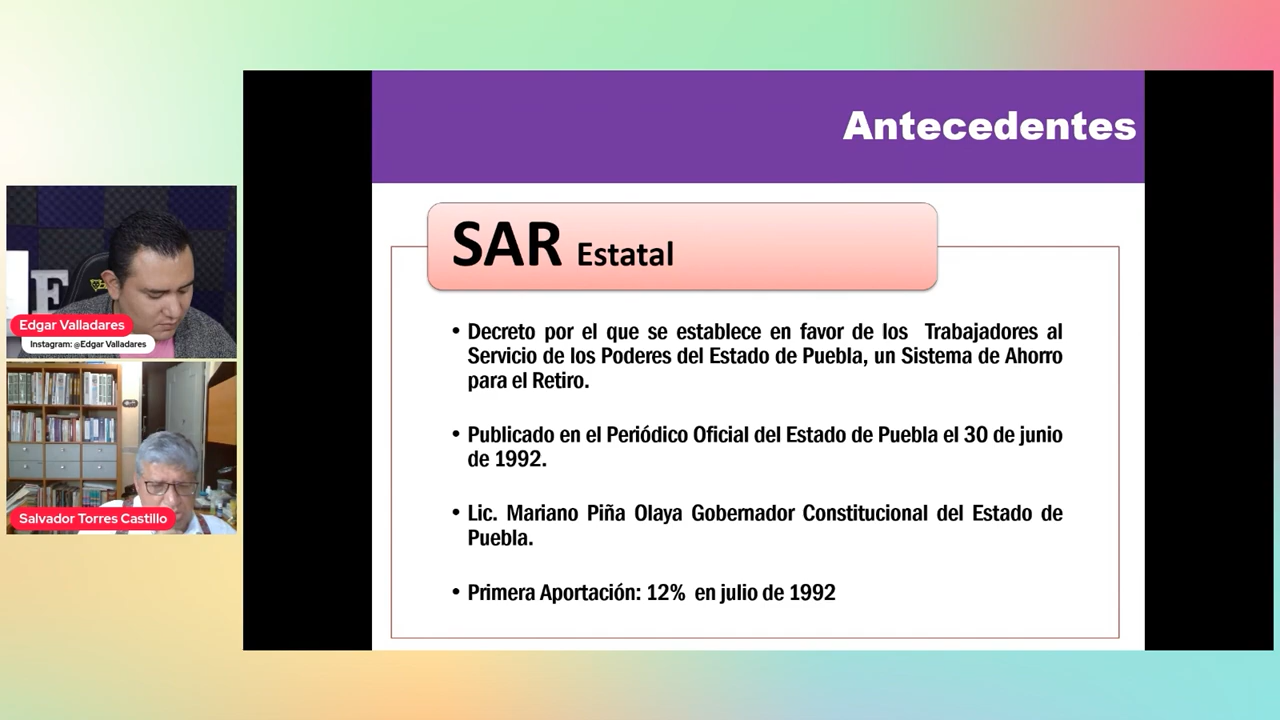 Antecedentes
SAR Estatal
• Decreto por el que se establece en favor de los Trabajadores al
Servicio de los Poderes del Estado de Puebla, un Sistema de Ahorro
para el Retiro.
• Publicado en el Periódico Oficial del Estado de Puebla el 30 de junio
de 1992.
• Lic. Mariano Piña Olaya Gobernador Constitucional del Estado de
Puebla.
• Primera Aportación: 12% en julio de 1992
E
Edgar Valladares
Instagram: @Edgar Valladares
Salvador Torres Castillo